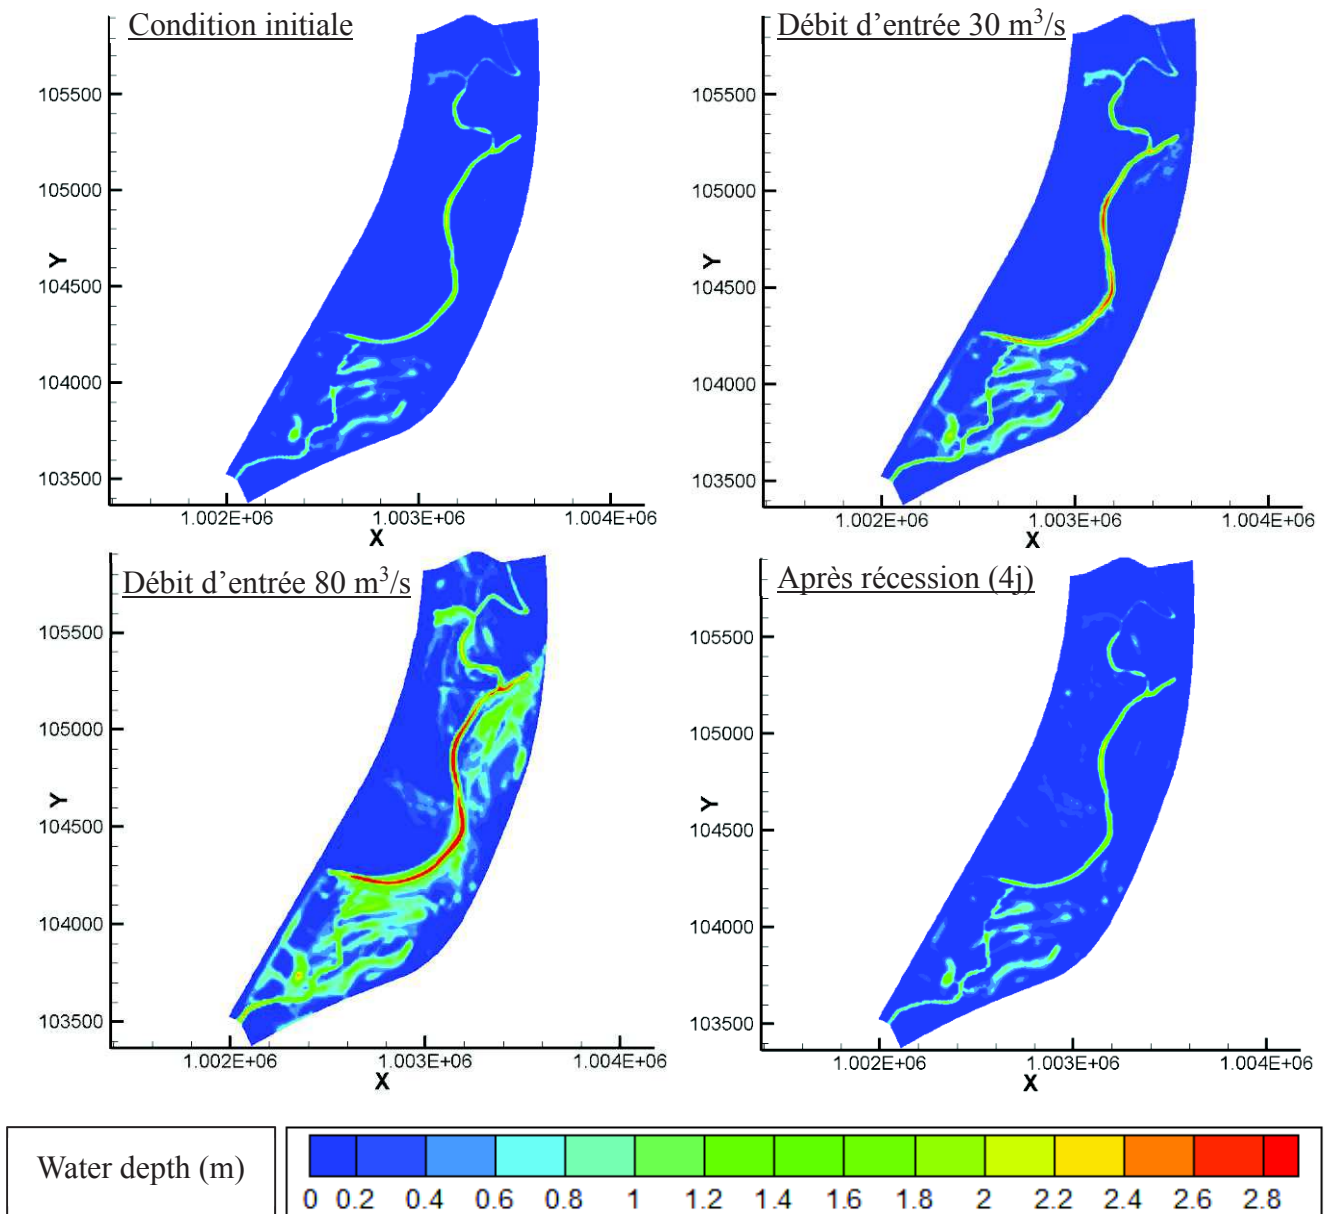 Condition initiale
105500
105000
104500
104000
103500
Y
1.002E+06 1.003E+06 1.004E+06
X
Débit d’entrée 30 m³/s
105500
105000
104500
104000
103500
Y
1.002E+06 1.003E+06 1.004E+06
X
Débit d’entrée 80 m³/s
105500
105000
104500
104000
103500
Y
1.002E+06 1.003E+06 1.004E+06
X
Après récession (4j)
105500
105000
104500
104000
103500
Y
1.002E+06 1.003E+06 1.004E+06
X
Water depth (m)
0 0.2 0.4 0.6 0.8 1 1.2 1.4 1.6 1.8 2 2.2 2.4 2.6 2.8